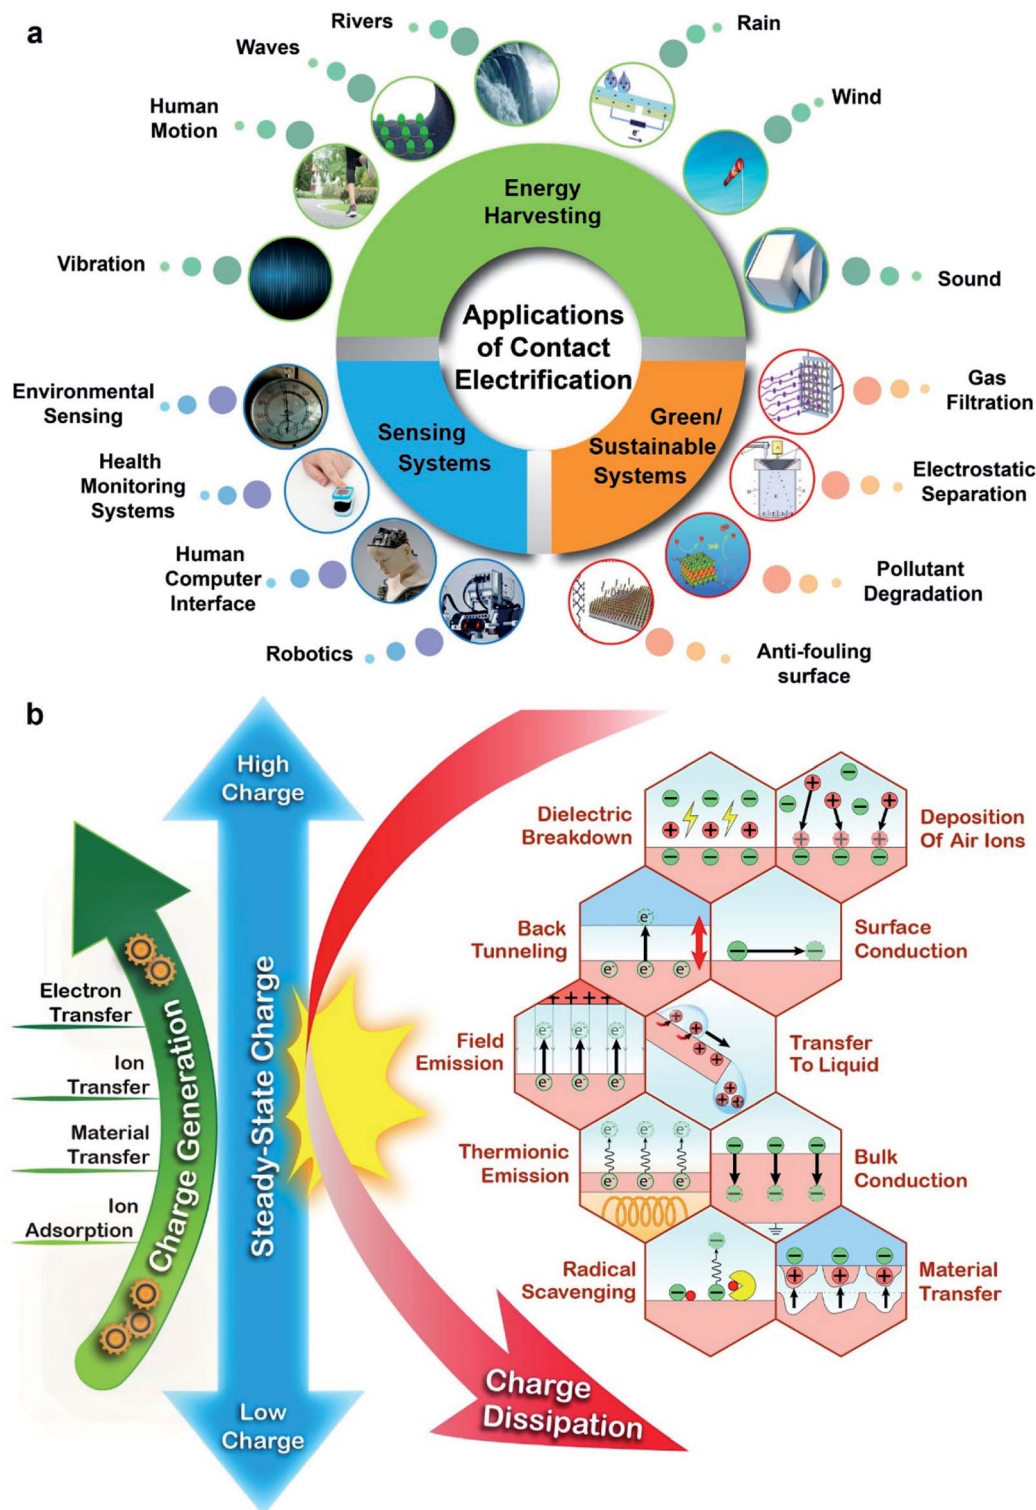 a
Rivers
Rain
Waves
Wind
Human
Motion
Energy
Harvesting
Vibration
Sound
Applications
of Contact
Electrification
Environmental
Sensing
Gas
Filtration
Sensing
Systems
Green/
Sustainable
Systems
Health
Monitoring
Systems
Electrostatic
Separation
Human
Computer
Interface
Pollutant
Degradation
Robotics
Anti-fouling
surface
e-
b
High
Charge
Dielectric
Breakdown
Deposition
Of Air Ions
Back
Tunneling
e-
e- e- e-
Surface
Conduction
Electron
Transfer
Ion
Transfer
Material
Transfer
Ion
Adsorption
Charge Generation
Steady-State Charge
Field
Emission
e- e- e-
e- e- e-
Transfer
To Liquid
Thermionic
Emission
e- e- e-
e- e- e-
Bulk
Conduction
Radical
Scavenging
Material
Transfer
Charge
Dissipation
Low
Charge